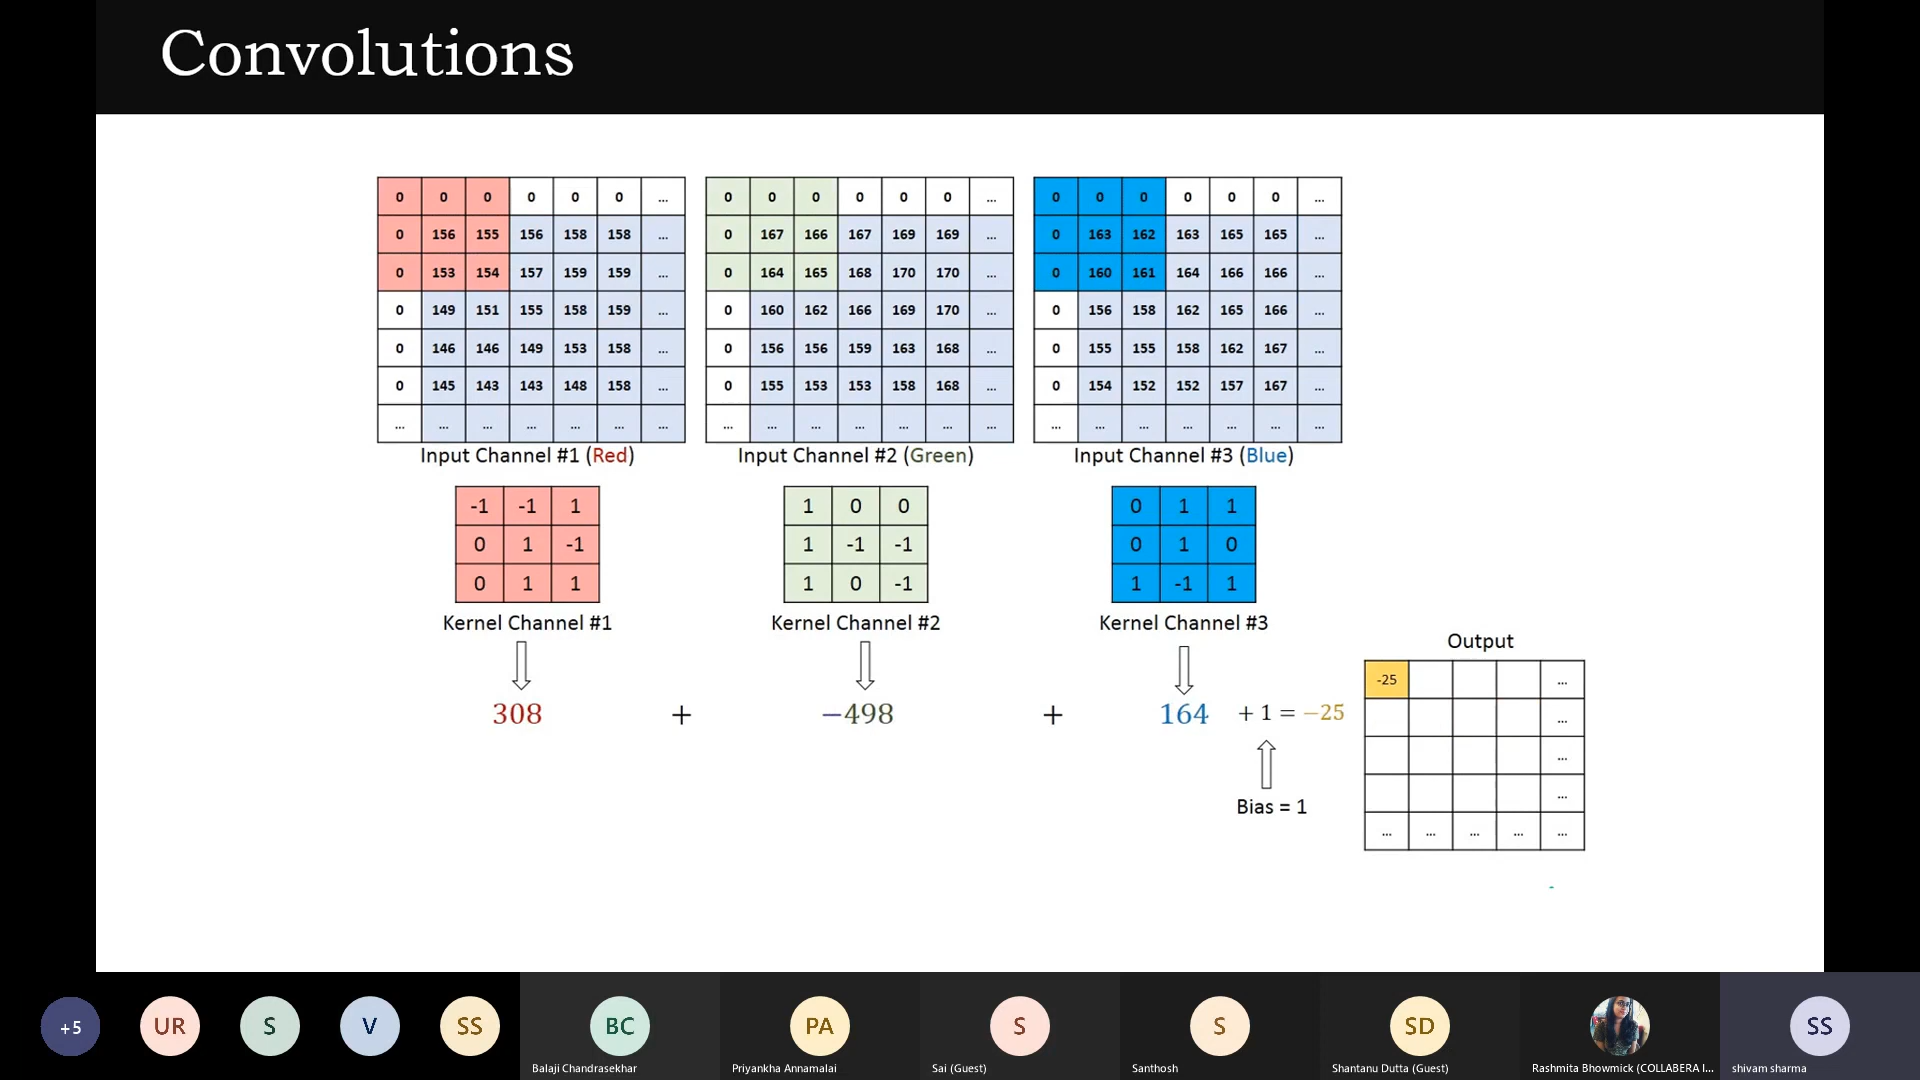 Convolutions
0 0 0 0 0 0 ... 0 0 0 0 0 0 ... 0 0 0 0 0 0 ...
0 156 155 156 158 158 ... 0 167 166 167 169 169 ... 0 163 162 163 165 165 ...
0 153 154 157 159 159 ... 0 164 165 168 170 170 ... 0 160 161 164 166 166 ...
0 149 151 155 158 159 ... 0 160 162 166 169 170 ... 0 156 158 162 165 166 ...
0 146 146 149 153 158 ... 0 156 156 159 163 168 ... 0 155 155 158 162 167 ...
0 145 143 143 148 158 ... 0 155 153 153 158 168 ... 0 154 152 152 157 167 ...
... ... ... ... ... ... ... ... ... ... ... ... ... ... ... ... ... ... ... ... ...
Input Channel #1 (Red) Input Channel #2 (Green) Input Channel #3 (Blue)
-1 -1 1 1 0 0 0 1 1
0 1 -1 1 -1 -1 0 1 0
0 1 1 1 0 -1 1 -1 1
Kernel Channel #1 Kernel Channel #2 Kernel Channel #3
308 + −498 + 164 + 1 = −25
Bias = 1
Output
-25 ...
...
...
...
... ... ... ... ...
+5 UR S V SS BC PA S S SD SS
Balaji Chandrasekhar Priyankha Annamalai Sai (Guest) Santhosh Shantanu Dutta (Guest) Rashmita Bhowmick (COLLABERA I... shivam sharma